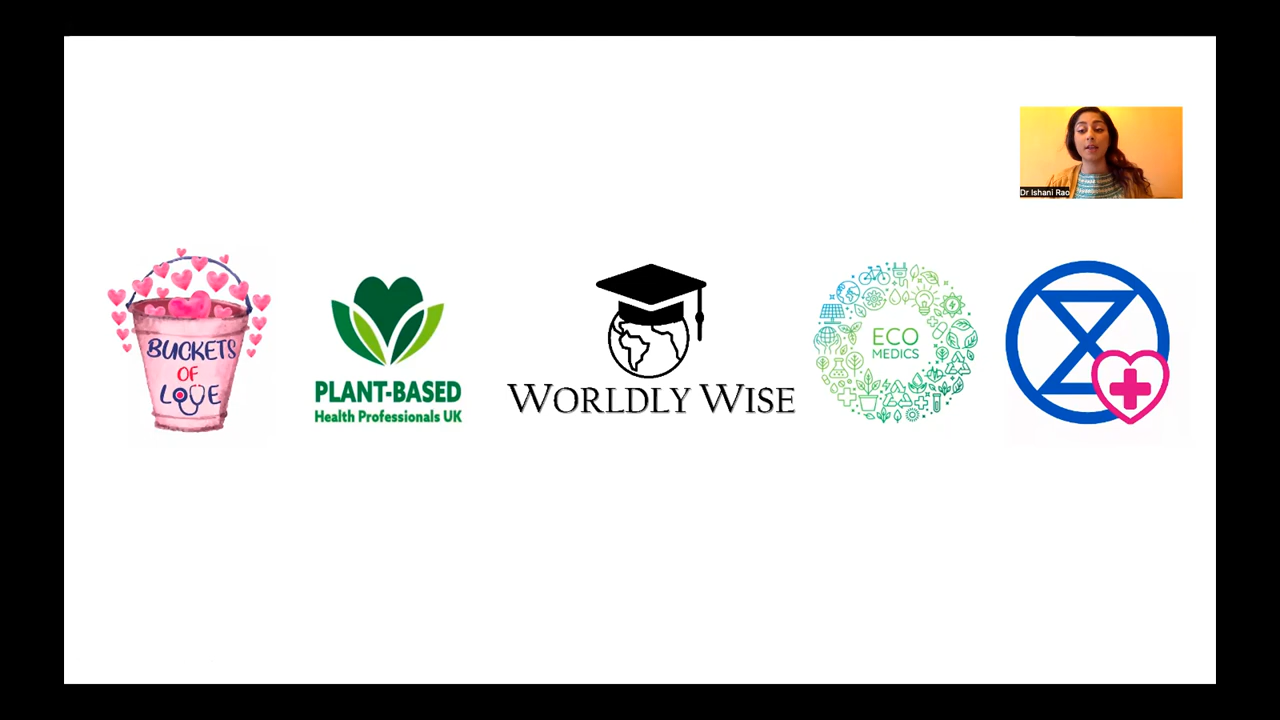 Dr Ishani Rao
BUCKETS
OF
LOVE
PLANT-BASED
Health Professionals UK
WORLDLY WISE
ECO
MEDICS